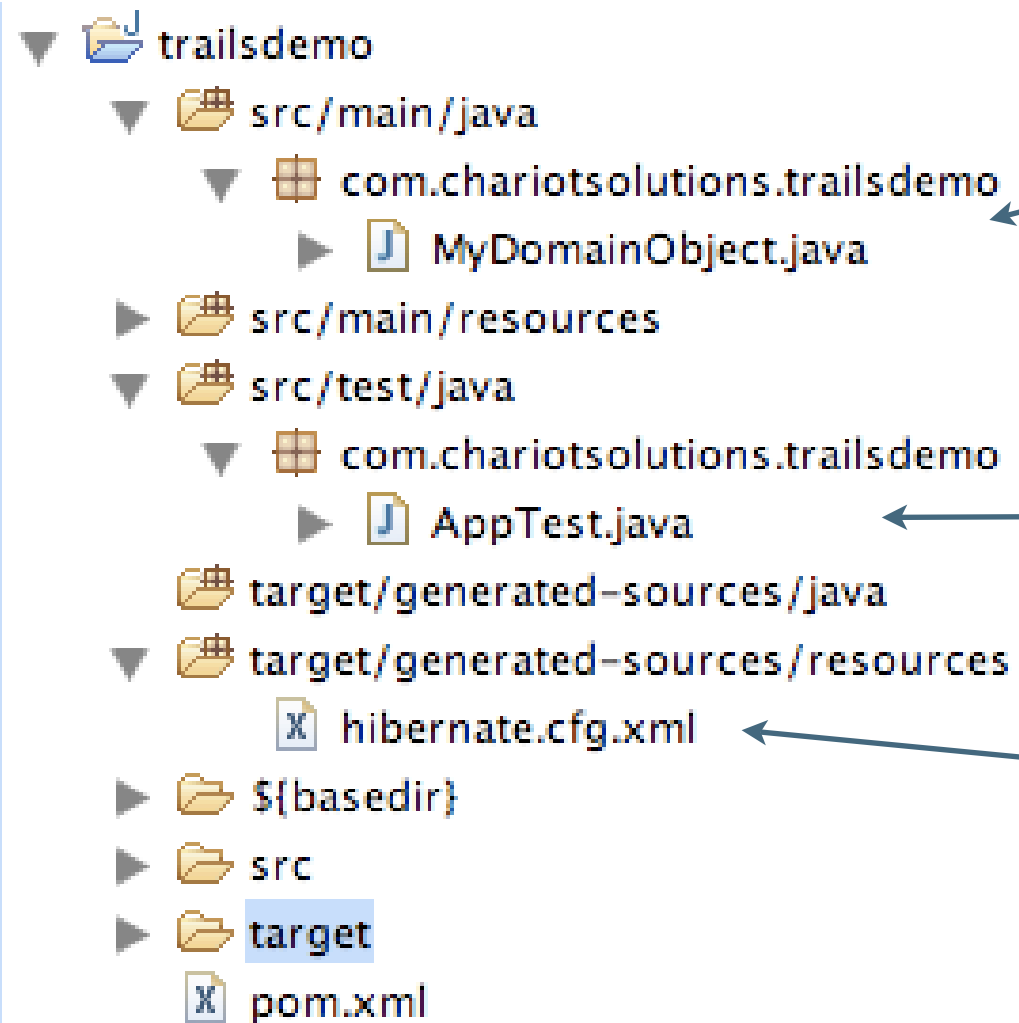 trailsdemo
src/main/java
com.chariotsolutions.trailsdemo
MyDomainObject.java
src/main/resources
src/test/java
com.chariotsolutions.trailsdemo
AppTest.java
target/generated-sources/java
target/generated-sources/resources
hibernate.cfg.xml
${basedir}
src
target
pom.xml